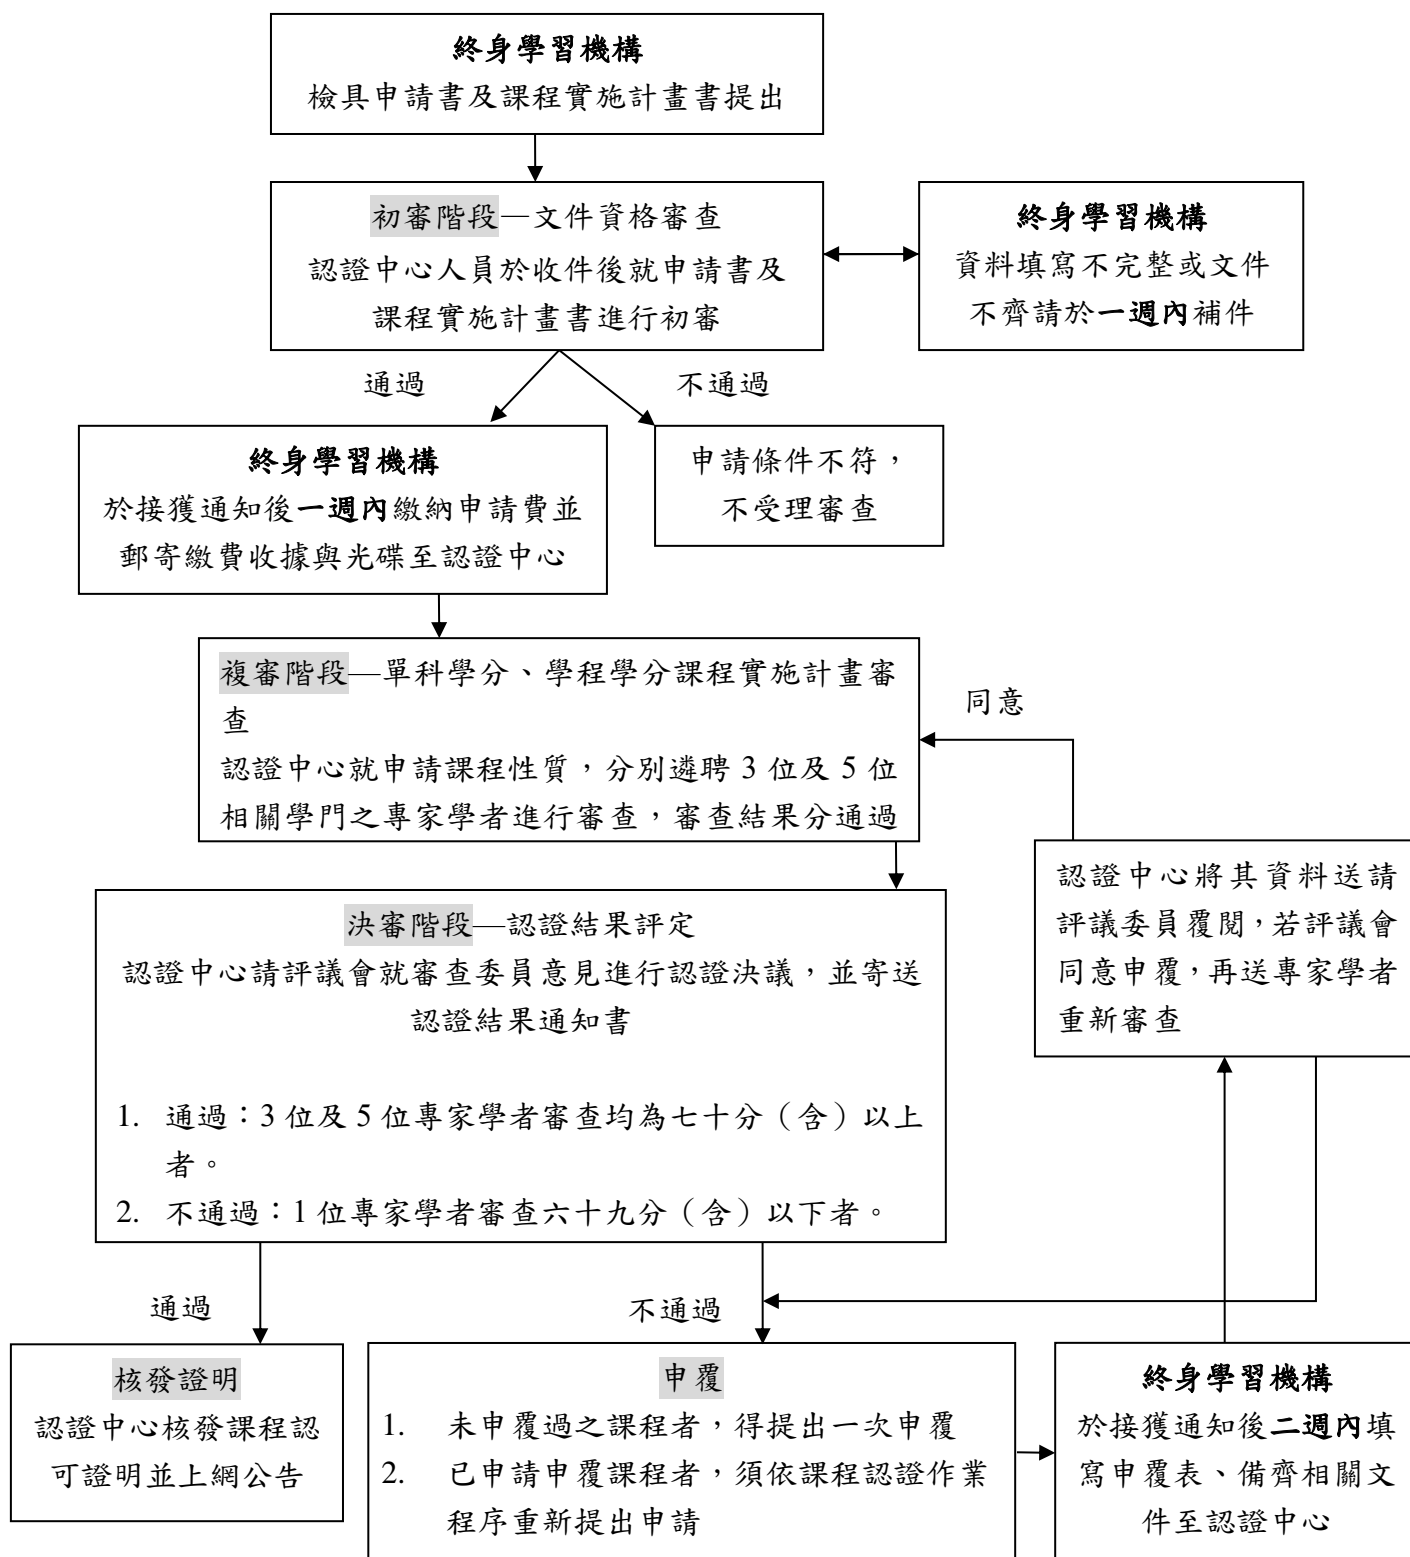 終身學習機構
檢具申請書及課程實施計畫書提出
初審階段—文件資格審查
認證中心人員於收件後就申請書及
課程實施計畫書進行初審
終身學習機構
資料填寫不完整或文件
不齊請於一週內補件
通過
不通過
終身學習機構
於接獲通知後一週內繳納申請費並
郵寄繳費收據與光碟至認證中心
申請條件不符，
不受理審查
複審階段—單科學分、學程學分課程實施計畫審
查
認證中心就申請課程性質，分別遴聘 3 位及 5 位
相關學門之專家學者進行審查，審查結果分通過
同意
認證中心將其資料送請
評議委員覆閱，若評議會
同意申覆，再送專家學者
重新審查
決審階段—認證結果評定
認證中心請評議會就審查委員意見進行認證決議，並寄送
認證結果通知書
1. 通過：3 位及 5 位專家學者審查均為七十分（含）以上
者。
2. 不通過：1 位專家學者審查六十九分（含）以下者。
通過
不通過
核發證明
認證中心核發課程認
可證明並上網公告
申覆
1. 未申覆過之課程者，得提出一次申覆
2. 已申請申覆課程者，須依課程認證作業
程序重新提出申請
終身學習機構
於接獲通知後二週內填
寫申覆表、備齊相關文
件至認證中心